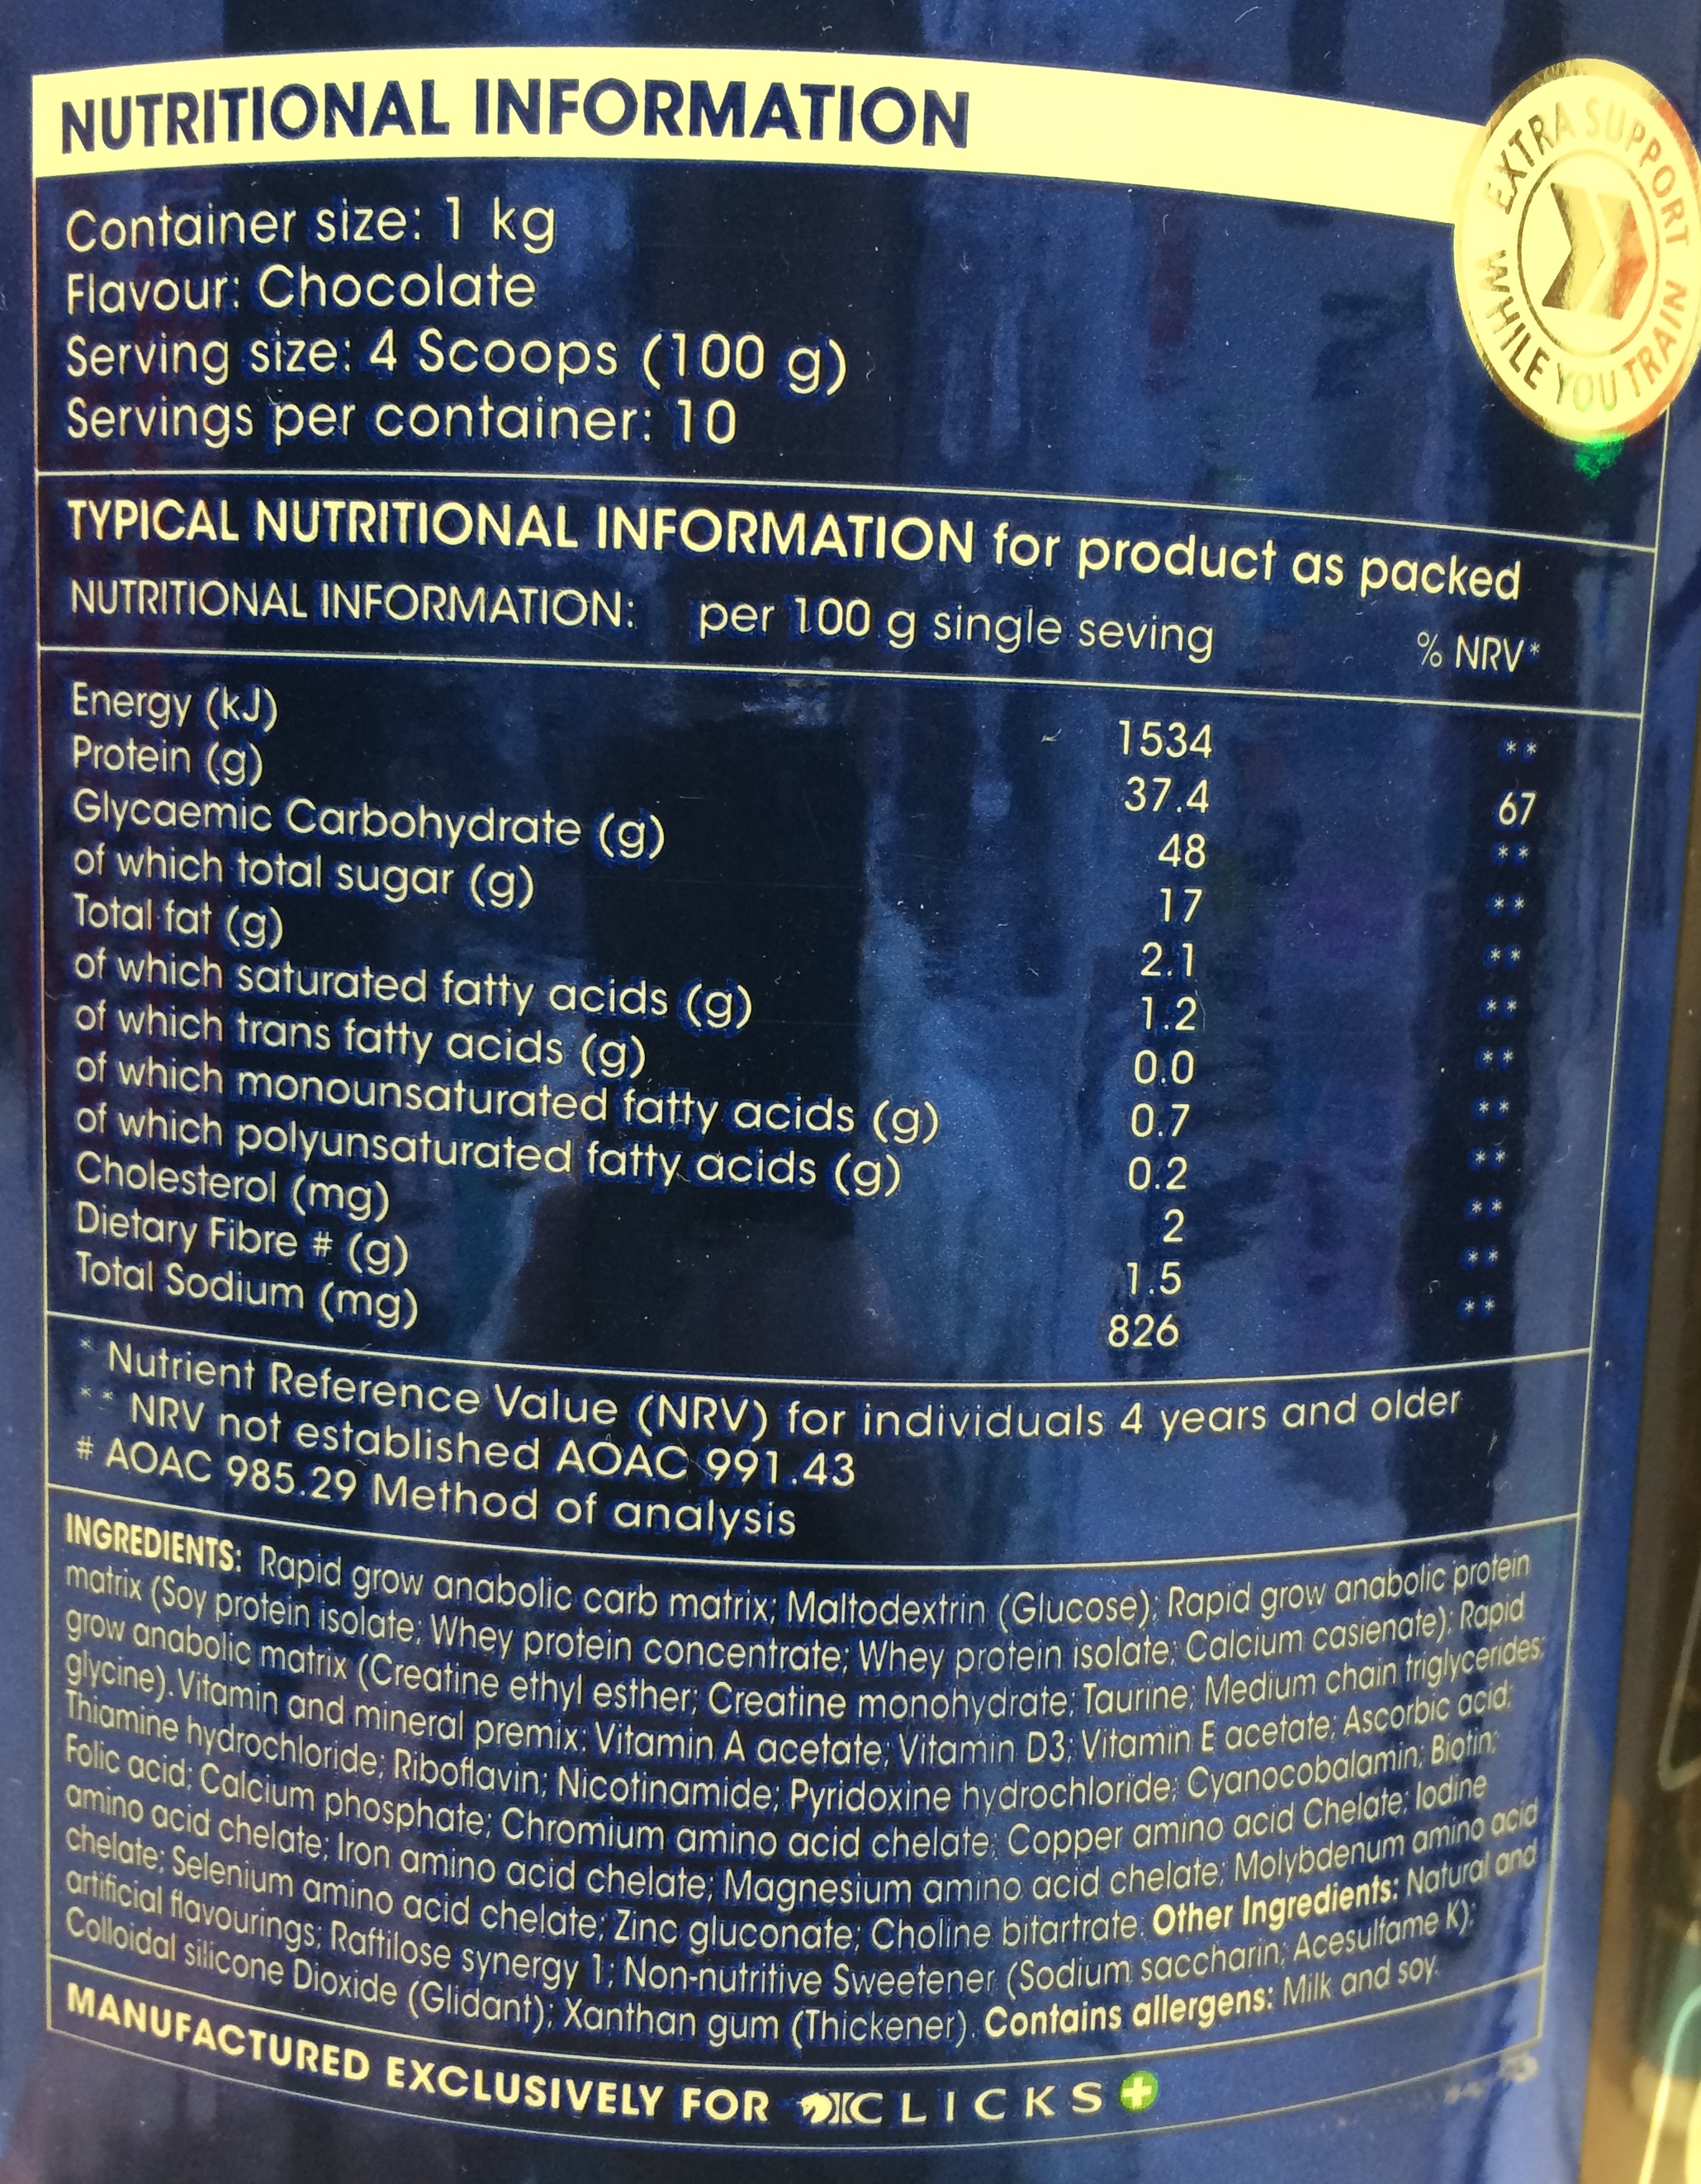 NUTRITIONAL INFORMATION
EXTRA SUPPORT
WHILE YOU TRAIN
Container size: 1 kg
Flavour: Chocolate
Serving size: 4 Scoops (100 g)
Servings per container: 10
TYPICAL NUTRITIONAL INFORMATION for product as packed
NUTRITIONAL INFORMATION: per 100 g single seving % NRV*
Energy (kJ) 1534 **
Protein (g) 37.4 67
Glycaemic Carbohydrate (g) 48 **
of which total sugar (g) 17 **
Total fat (g) 2.1 **
of which saturated fatty acids (g) 1.2 **
of which trans fatty acids (g) 0.0 **
of which monounsaturated fatty acids (g) 0.7 **
of which polyunsaturated fatty acids (g) 0.2 **
Cholesterol (mg) 2 **
Dietary Fibre # (g) 1.5 **
Total Sodium (mg) 826 **
* Nutrient Reference Value (NRV) for individuals 4 years and older
** NRV not established AOAC 991.43
# AOAC 985.29 Method of analysis
INGREDIENTS: Rapid grow anabolic carb matrix; Maltodextrin (Glucose); Rapid grow anabolic protein
matrix (Soy protein isolate; Whey protein concentrate; Whey protein isolate; Calcium casienate); Rapid
grow anabolic matrix (Creatine ethyl esther; Creatine monohydrate; Taurine; Medium chain triglycerides;
glycine).Vitamin and mineral premix: Vitamin A acetate; Vitamin D3; Vitamin E acetate; Ascorbic acid;
Thiamine hydrochloride; Riboflavin; Nicotinamide; Pyridoxine hydrochloride; Cyanocobalamin; Biotin;
Folic acid; Calcium phosphate; Chromium amino acid chelate; Copper amino acid Chelate; Iodine
amino acid chelate; Iron amino acid chelate; Magnesium amino acid chelate; Molybdenum amino acid
chelate; Selenium amino acid chelate; Zinc gluconate; Choline bitartrate. Other Ingredients: Natural and
artificial flavourings; Raftilose synergy 1; Non-nutritive Sweetener (Sodium saccharin; Acesulfame K);
Colloidal silicone Dioxide (Glidant); Xanthan gum (Thickener). Contains allergens: Milk and soy.
MANUFACTURED EXCLUSIVELY FOR CLICKS